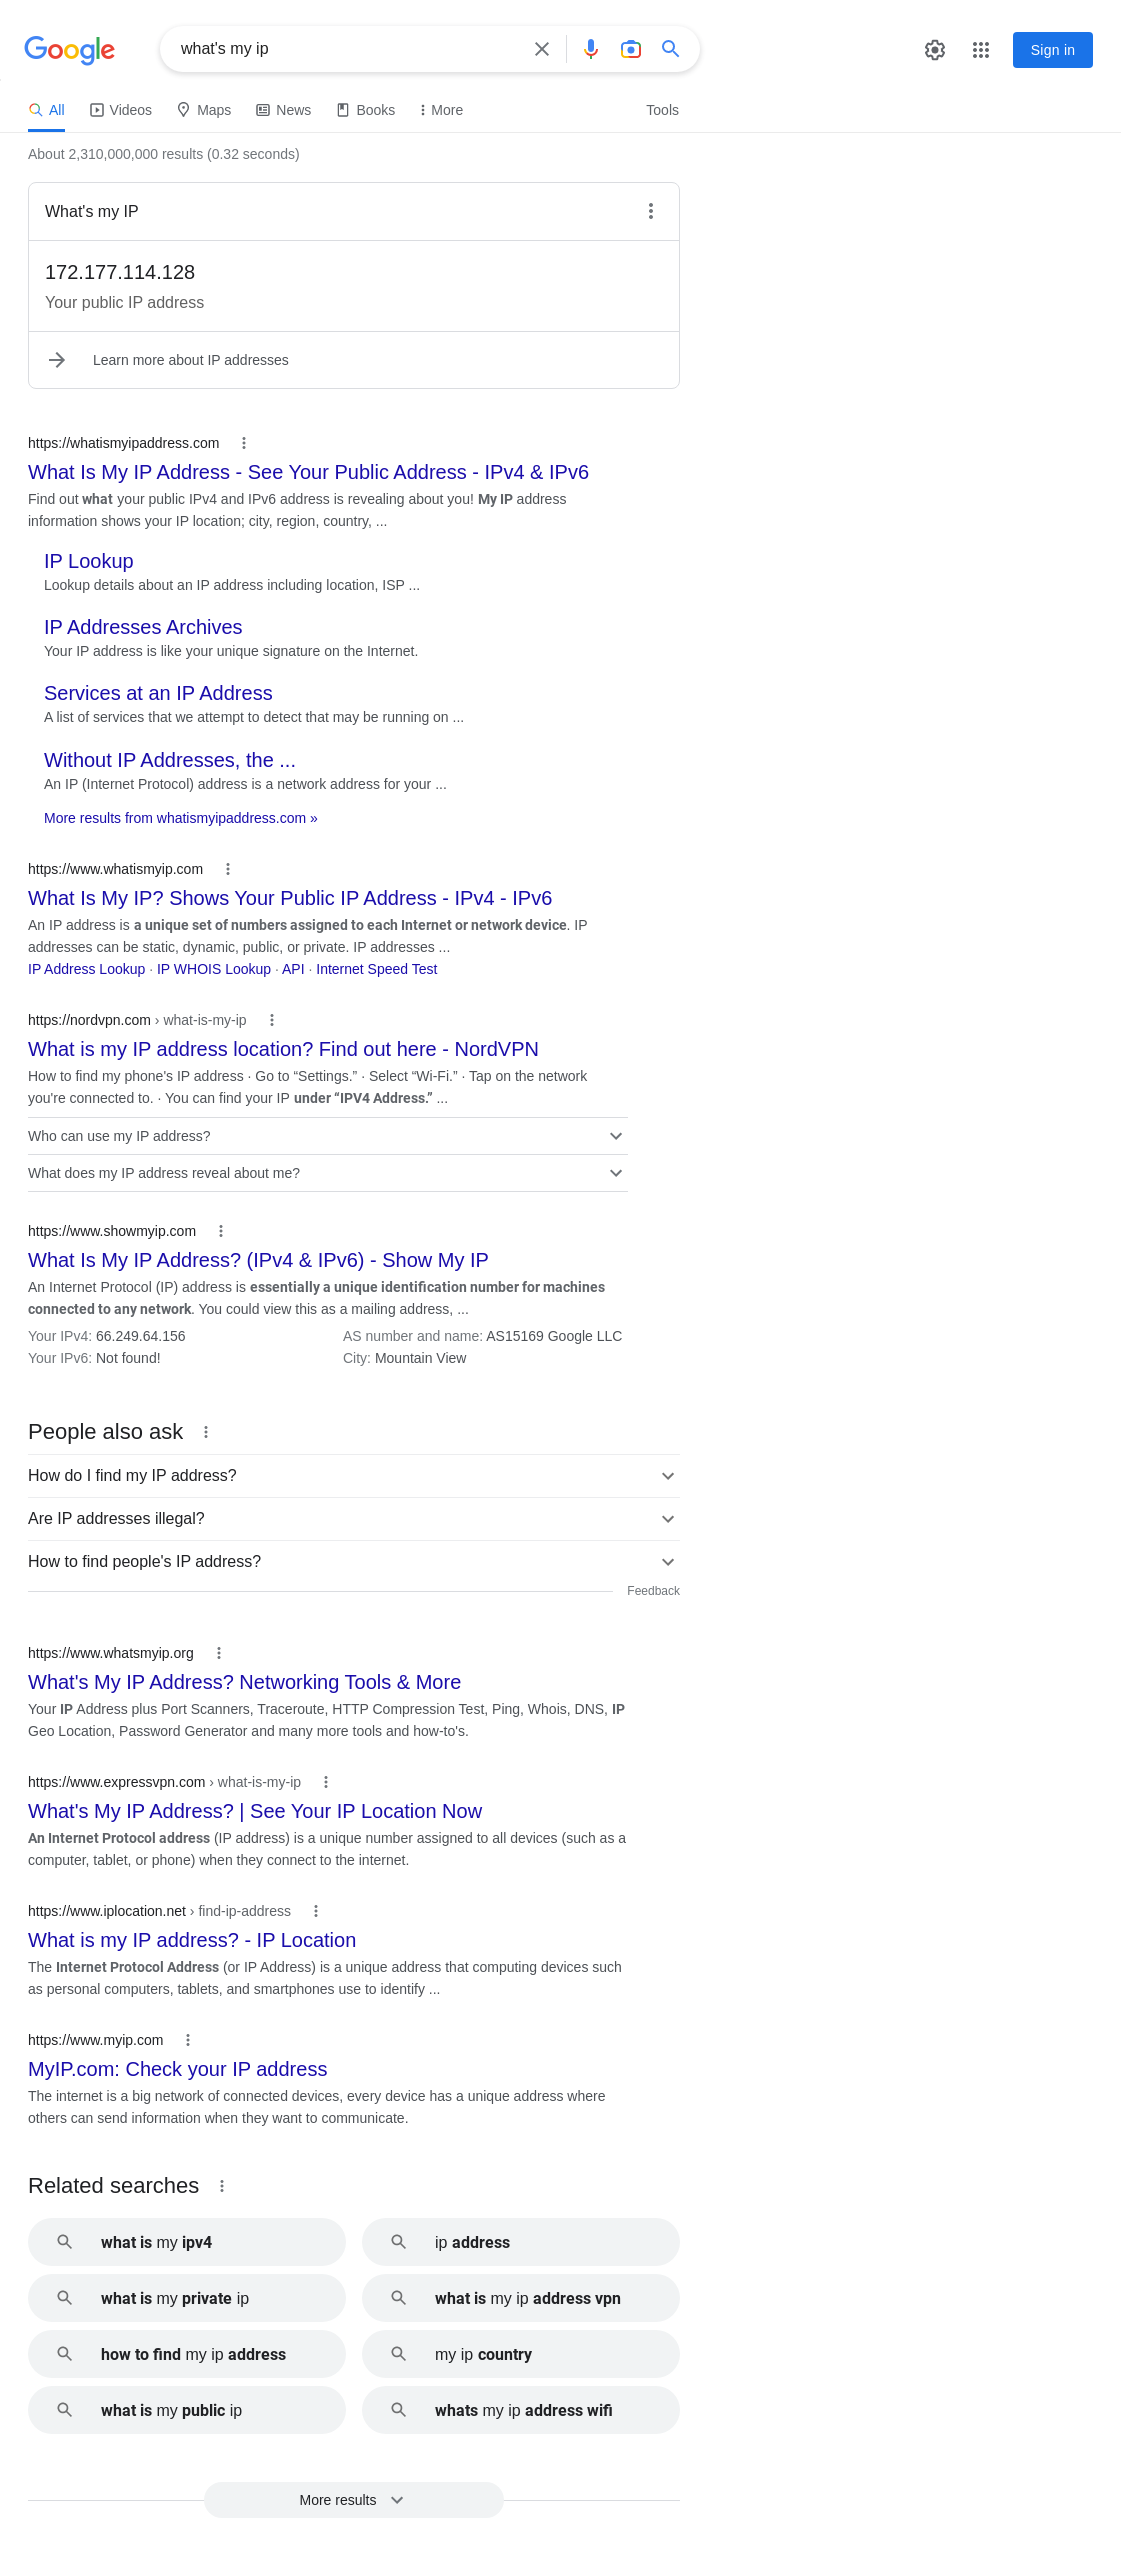 Google
what's my ip
Sign in
All
Videos
Maps
News
Books
More
Tools
About 2,310,000,000 results (0.32 seconds)
What's my IP
172.177.114.128
Your public IP address
Learn more about IP addresses
https://whatismyipaddress.com
What Is My IP Address - See Your Public Address - IPv4 & IPv6
Find out what your public IPv4 and IPv6 address is revealing about you! My IP address
information shows your IP location; city, region, country, ...
IP Lookup
Lookup details about an IP address including location, ISP ...
IP Addresses Archives
Your IP address is like your unique signature on the Internet.
Services at an IP Address
A list of services that we attempt to detect that may be running on ...
Without IP Addresses, the ...
An IP (Internet Protocol) address is a network address for your ...
More results from whatismyipaddress.com »
https://www.whatismyip.com
What Is My IP? Shows Your Public IP Address - IPv4 - IPv6
An IP address is a unique set of numbers assigned to each Internet or network device. IP
addresses can be static, dynamic, public, or private. IP addresses ...
IP Address Lookup · IP WHOIS Lookup · API · Internet Speed Test
https://nordvpn.com › what-is-my-ip
What is my IP address location? Find out here - NordVPN
How to find my phone's IP address · Go to “Settings.” · Select “Wi-Fi.” · Tap on the network
you're connected to. · You can find your IP under “IPV4 Address.” ...
Who can use my IP address?
What does my IP address reveal about me?
https://www.showmyip.com
What Is My IP Address? (IPv4 & IPv6) - Show My IP
An Internet Protocol (IP) address is essentially a unique identification number for machines
connected to any network. You could view this as a mailing address, ...
Your IPv4: 66.249.64.156
AS number and name: AS15169 Google LLC
Your IPv6: Not found!
City: Mountain View
People also ask
How do I find my IP address?
Are IP addresses illegal?
How to find people's IP address?
Feedback
https://www.whatsmyip.org
What's My IP Address? Networking Tools & More
Your IP Address plus Port Scanners, Traceroute, HTTP Compression Test, Ping, Whois, DNS, IP
Geo Location, Password Generator and many more tools and how-to's.
https://www.expressvpn.com › what-is-my-ip
What's My IP Address? | See Your IP Location Now
An Internet Protocol address (IP address) is a unique number assigned to all devices (such as a
computer, tablet, or phone) when they connect to the internet.
https://www.iplocation.net › find-ip-address
What is my IP address? - IP Location
The Internet Protocol Address (or IP Address) is a unique address that computing devices such
as personal computers, tablets, and smartphones use to identify ...
https://www.myip.com
MyIP.com: Check your IP address
The internet is a big network of connected devices, every device has a unique address where
others can send information when they want to communicate.
Related searches
what is my ipv4
ip address
what is my private ip
what is my ip address vpn
how to find my ip address
my ip country
what is my public ip
whats my ip address wifi
More results